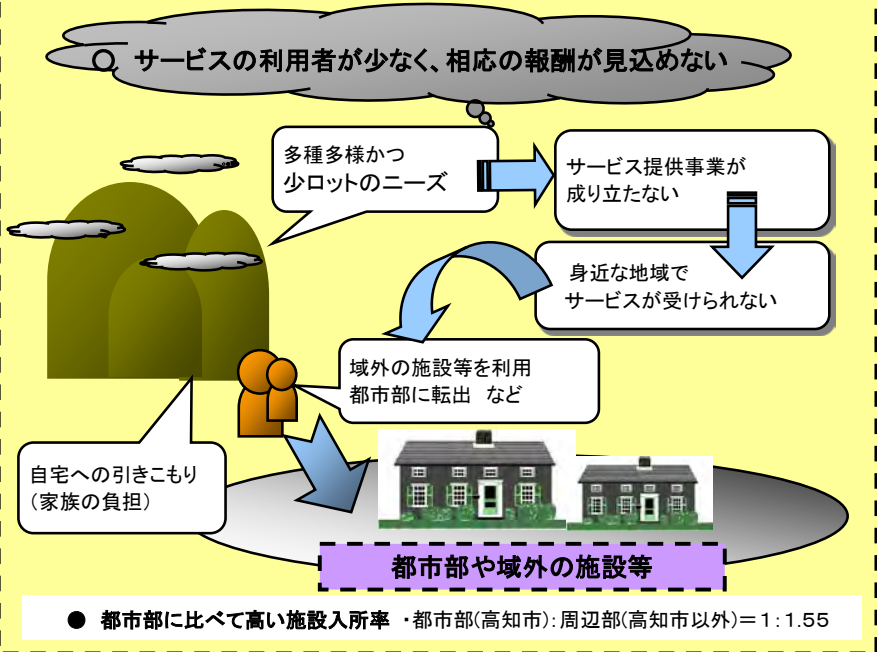 ○ サービスの利用者が少なく、相応の報酬が見込めない
多種多様かつ
少ロットのニーズ
サービス提供事業が
成り立たない
身近な地域で
サービスが受けられない
域外の施設等を利用
都市部に転出 など
自宅への引きこもり
(家族の負担)
都市部や域外の施設等
● 都市部に比べて高い施設入所率 ・都市部(高知市):周辺部(高知市以外)=1:1.55